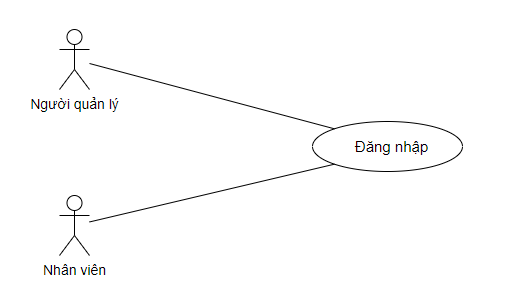 Người quản lý
Đăng nhập
Nhân viên